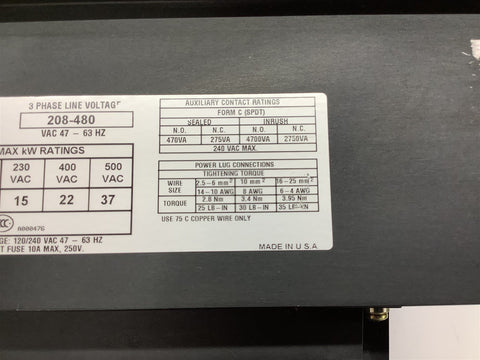 3 PHASE LINE VOLTAGE
208-480
VAC 47 - 63 HZ
MAX kW RATINGS
230 400 500
VAC VAC VAC
15 22 37
A000476
GE: 120/240 VAC 47 - 63 HZ
T FUSE 10A MAX, 250V.
AUXILIARY CONTACT RATINGS
FORM C (SPDT)
SEALED INRUSH
N.O. N.C. N.O. N.C.
470VA 275VA 4700VA 2750VA
240 VAC MAX.
POWER LUG CONNECTIONS
TIGHTENING TORQUE
WIRE SIZE 2.5-6 mm² 10 mm² 16-25 mm²
14-10 AWG 8 AWG 6-4 AWG
TORQUE 2.8 Nm 3.4 Nm 3.95 Nm
25 LB-IN 30 LB-IN 35 LB-IN
USE 75 C COPPER WIRE ONLY
MADE IN U.S.A